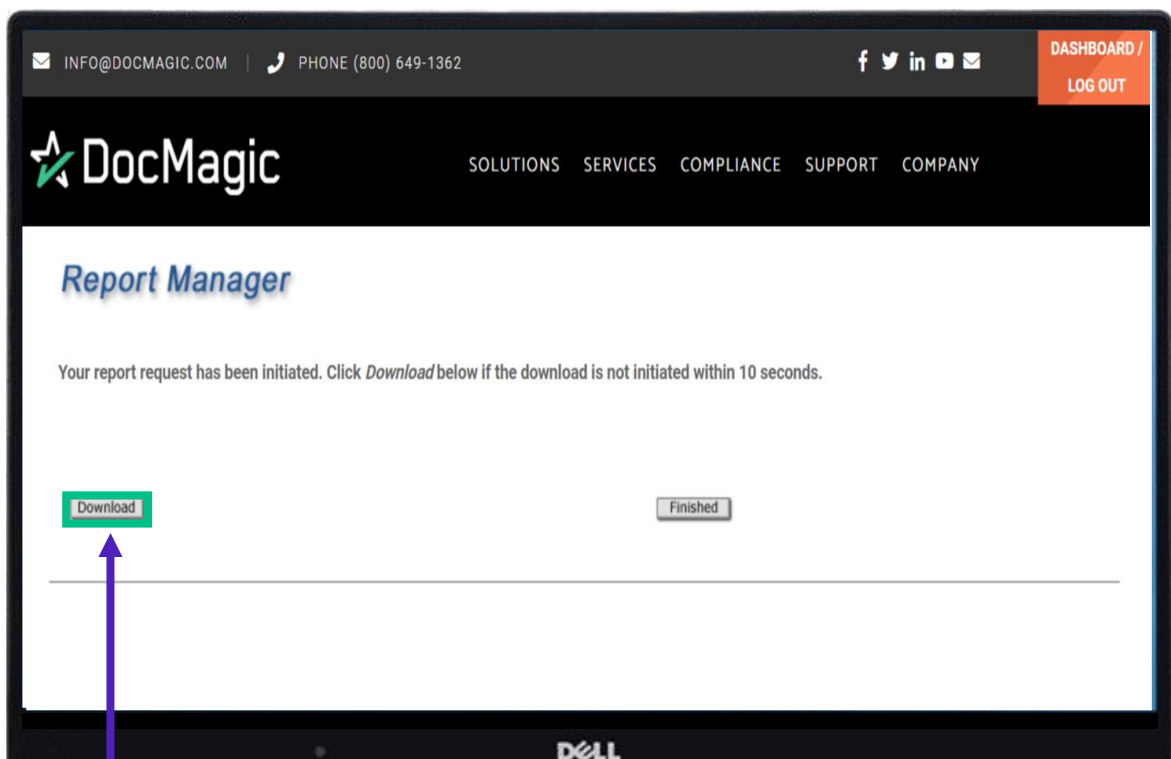 INFO@DOCMAGIC.COM | PHONE (800) 649-1362
DASHBOARD /
LOG OUT
DocMagic
SOLUTIONS SERVICES COMPLIANCE SUPPORT COMPANY
Report Manager
Your report request has been initiated. Click Download below if the download is not initiated within 10 seconds.
Download Finished
DELL